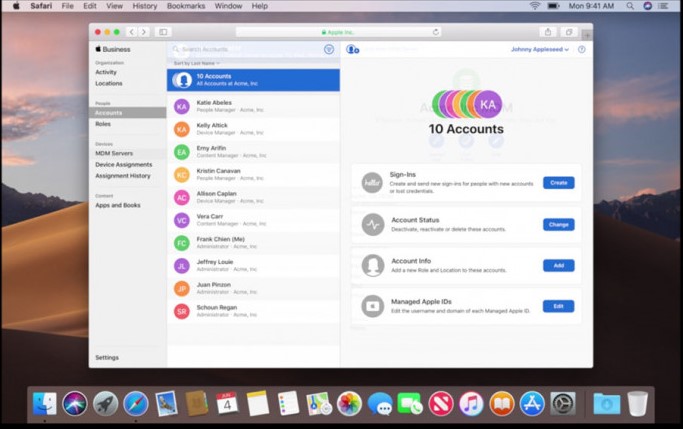 Safari File Edit View History Bookmarks Window Help
Mon 9:41 AM
Apple Inc.
Business
Search Accounts
Johnny Appleseed
Organization
Activity
Locations
People
Accounts
Roles
Devices
MDM Servers
Device Assignments
Assignment History
Content
Apps and Books
Settings
Sort by Last Name
10 Accounts
All Accounts at Acme, Inc
KA
Katie Abeles
People Manager · Acme, Inc
KA
Kelly Altick
Device Manager · Acme, Inc
EA
Emy Arifin
Content Manager · Acme, Inc
KC
Kristin Canavan
People Manager · Acme, Inc
AC
Allison Caplan
Device Manager · Acme, Inc
VC
Vera Carr
Content Manager · Acme, Inc
FC
Frank Chien (Me)
Administrator · Acme, Inc
JL
Jeffrey Louie
Administrator · Acme, Inc
JP
Juan Pinzon
Administrator · Acme, Inc
SR
Schoun Regan
Administrator · Acme, Inc
KA
10 Accounts
hello
Sign-Ins
Create and send new sign-ins for people with new accounts
or lost credentials.
Create
Account Status
Deactivate, reactivate or delete these accounts.
Change
Account Info
Add a new Role and Location to these accounts.
Add
Managed Apple IDs
Edit the username and domain of each Managed Apple ID.
Edit
4